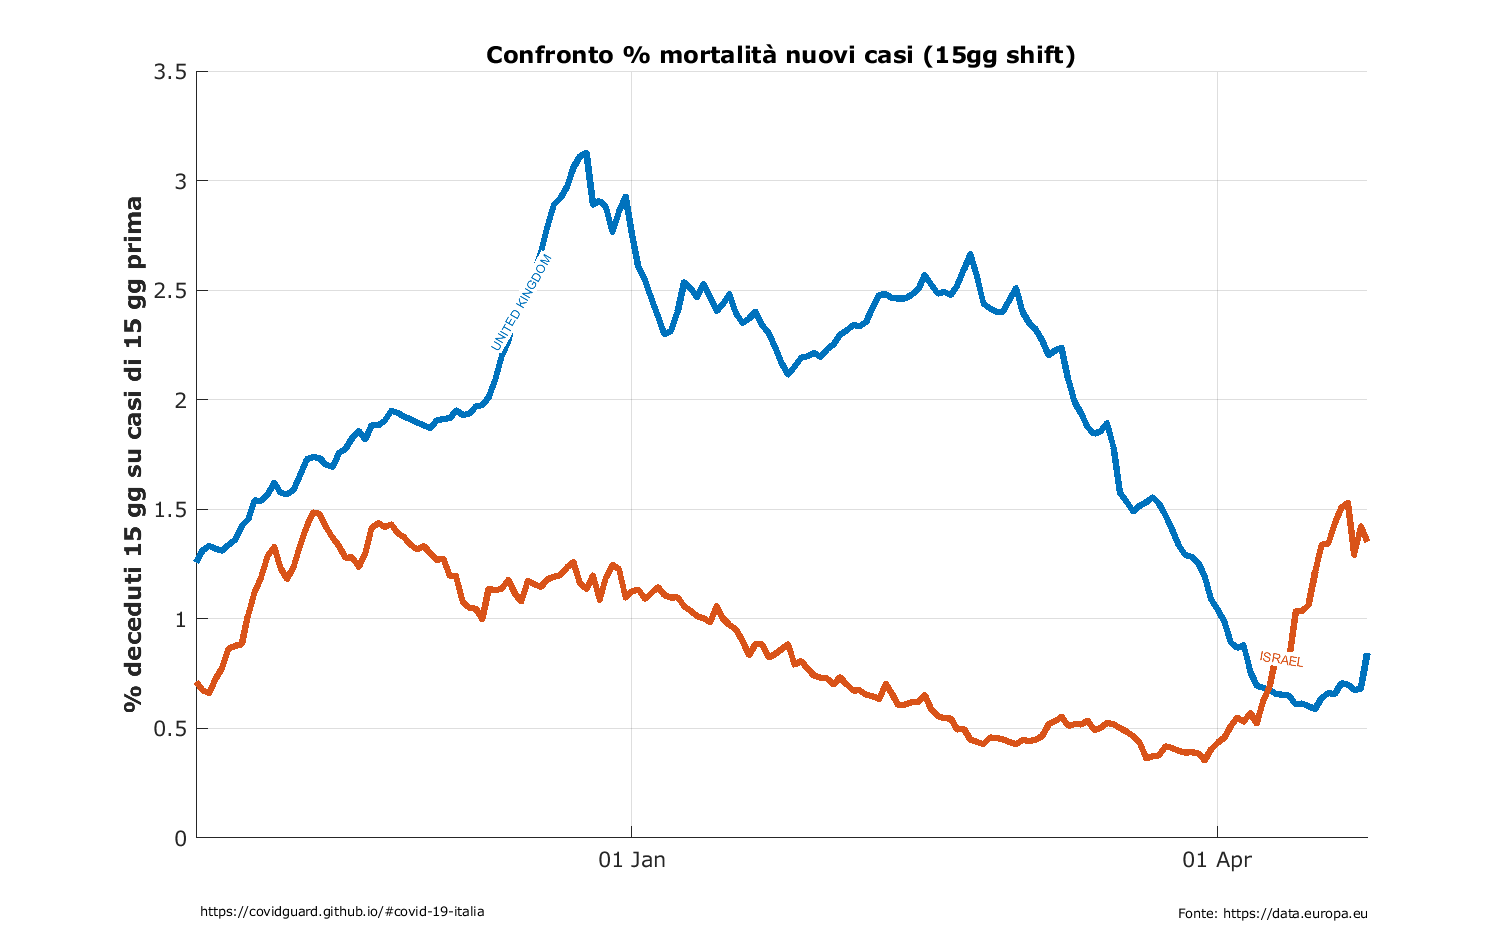 Confronto % mortalità nuovi casi (15gg shift)
% deceduti 15 gg su casi di 15 gg prima
3.5
3
2.5
2
1.5
1
0.5
0
UNITED KINGDOM
ISRAEL
01 Jan
01 Apr
https://covidguard.github.io/#covid-19-italia
Fonte: https://data.europa.eu